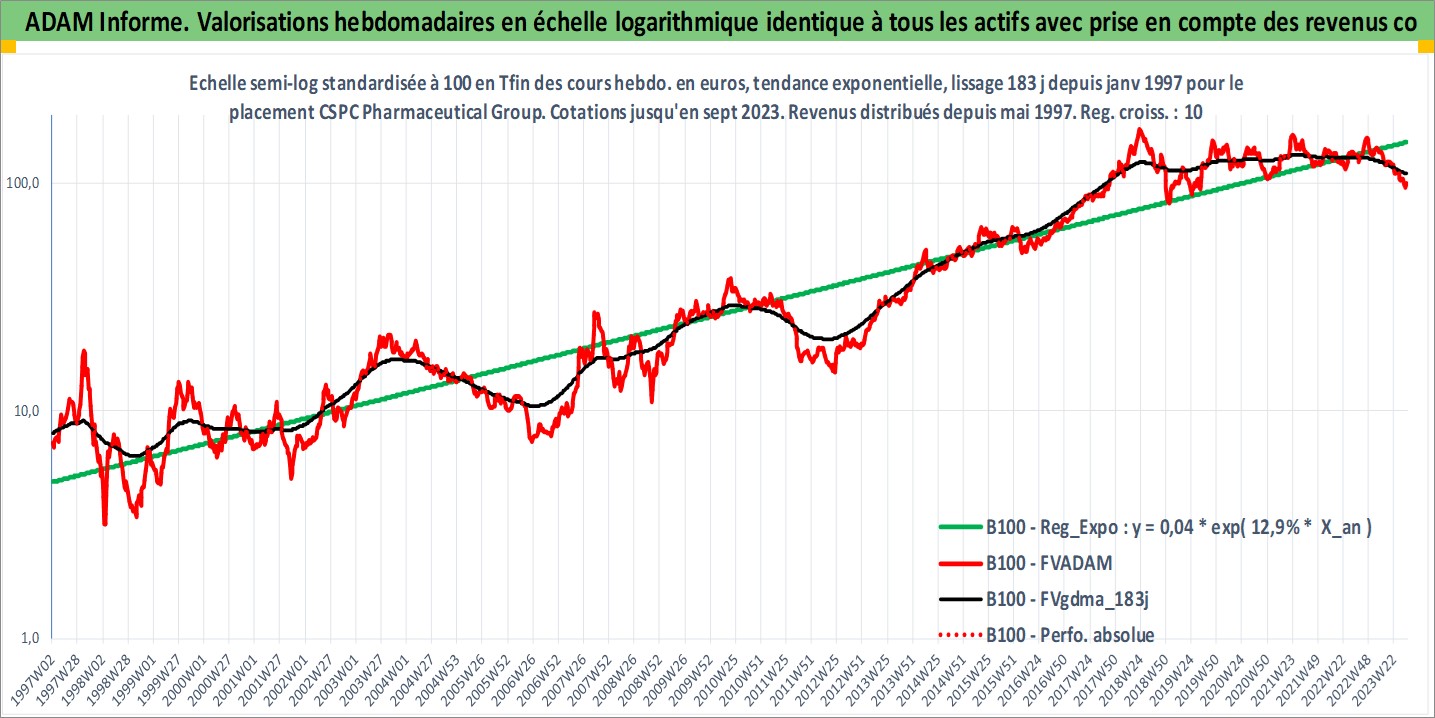 ADAM Informe. Valorisations hebdomadaires en échelle logarithmique identique à tous les actifs avec prise en compte des revenus co
Echelle semi-log standardisée à 100 en Tfin des cours hebdo. en euros, tendance exponentielle, lissage 183 j depuis janv 1997 pour le
placement CSPC Pharmaceutical Group. Cotations jusqu'en sept 2023. Revenus distribués depuis mai 1997. Reg. croiss. : 10
100,0
10,0
1,0
B100 - Reg_Expo : y = 0,04 * exp( 12,9% * X_an )
B100 - FVADAM
B100 - FVgdma_183j
B100 - Perfo. absolue
1997W02
1997W28
1998W02
1998W28
1999W01
1999W27
2000W01
2000W27
2001W01
2001W27
2002W01
2002W27
2003W01
2003W27
2004W01
2004W27
2004W53
2005W26
2005W52
2006W26
2006W52
2007W26
2007W52
2008W26
2008W52
2009W26
2009W52
2010W25
2010W51
2011W25
2011W51
2012W25
2012W51
2013W25
2013W51
2014W25
2014W51
2015W25
2015W51
2016W24
2016W50
2017W24
2017W50
2018W24
2018W50
2019W24
2019W50
2020W24
2020W50
2021W23
2021W49
2022W22
2022W48
2023W22